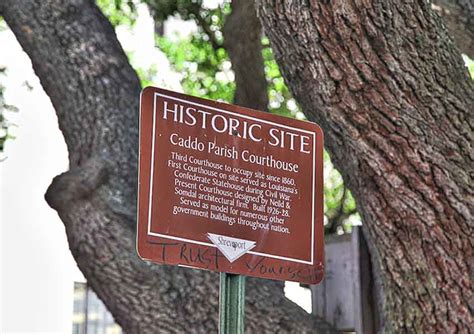 HISTORIC SITE
Caddo Parish Courthouse
Third Courthouse to occupy site since 1860.
First Courthouse on site served as Louisiana's
Confederate Statehouse during Civil War.
Present Courthouse designed by Neild &
Somdal architectural firm. Built 1926-28.
Served as model for numerous other
government buildings throughout nation.
Shreveport
TRUST Yourself